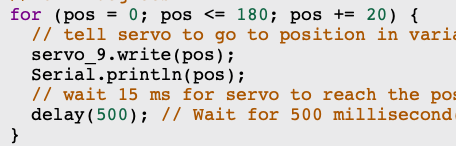 for (pos = 0; pos <= 180; pos += 20) {
// tell servo to go to position in
servo_9.write(pos);
Serial.println(pos);
// wait 15 ms for servo to reach the
delay(500); // Wait for 500
}